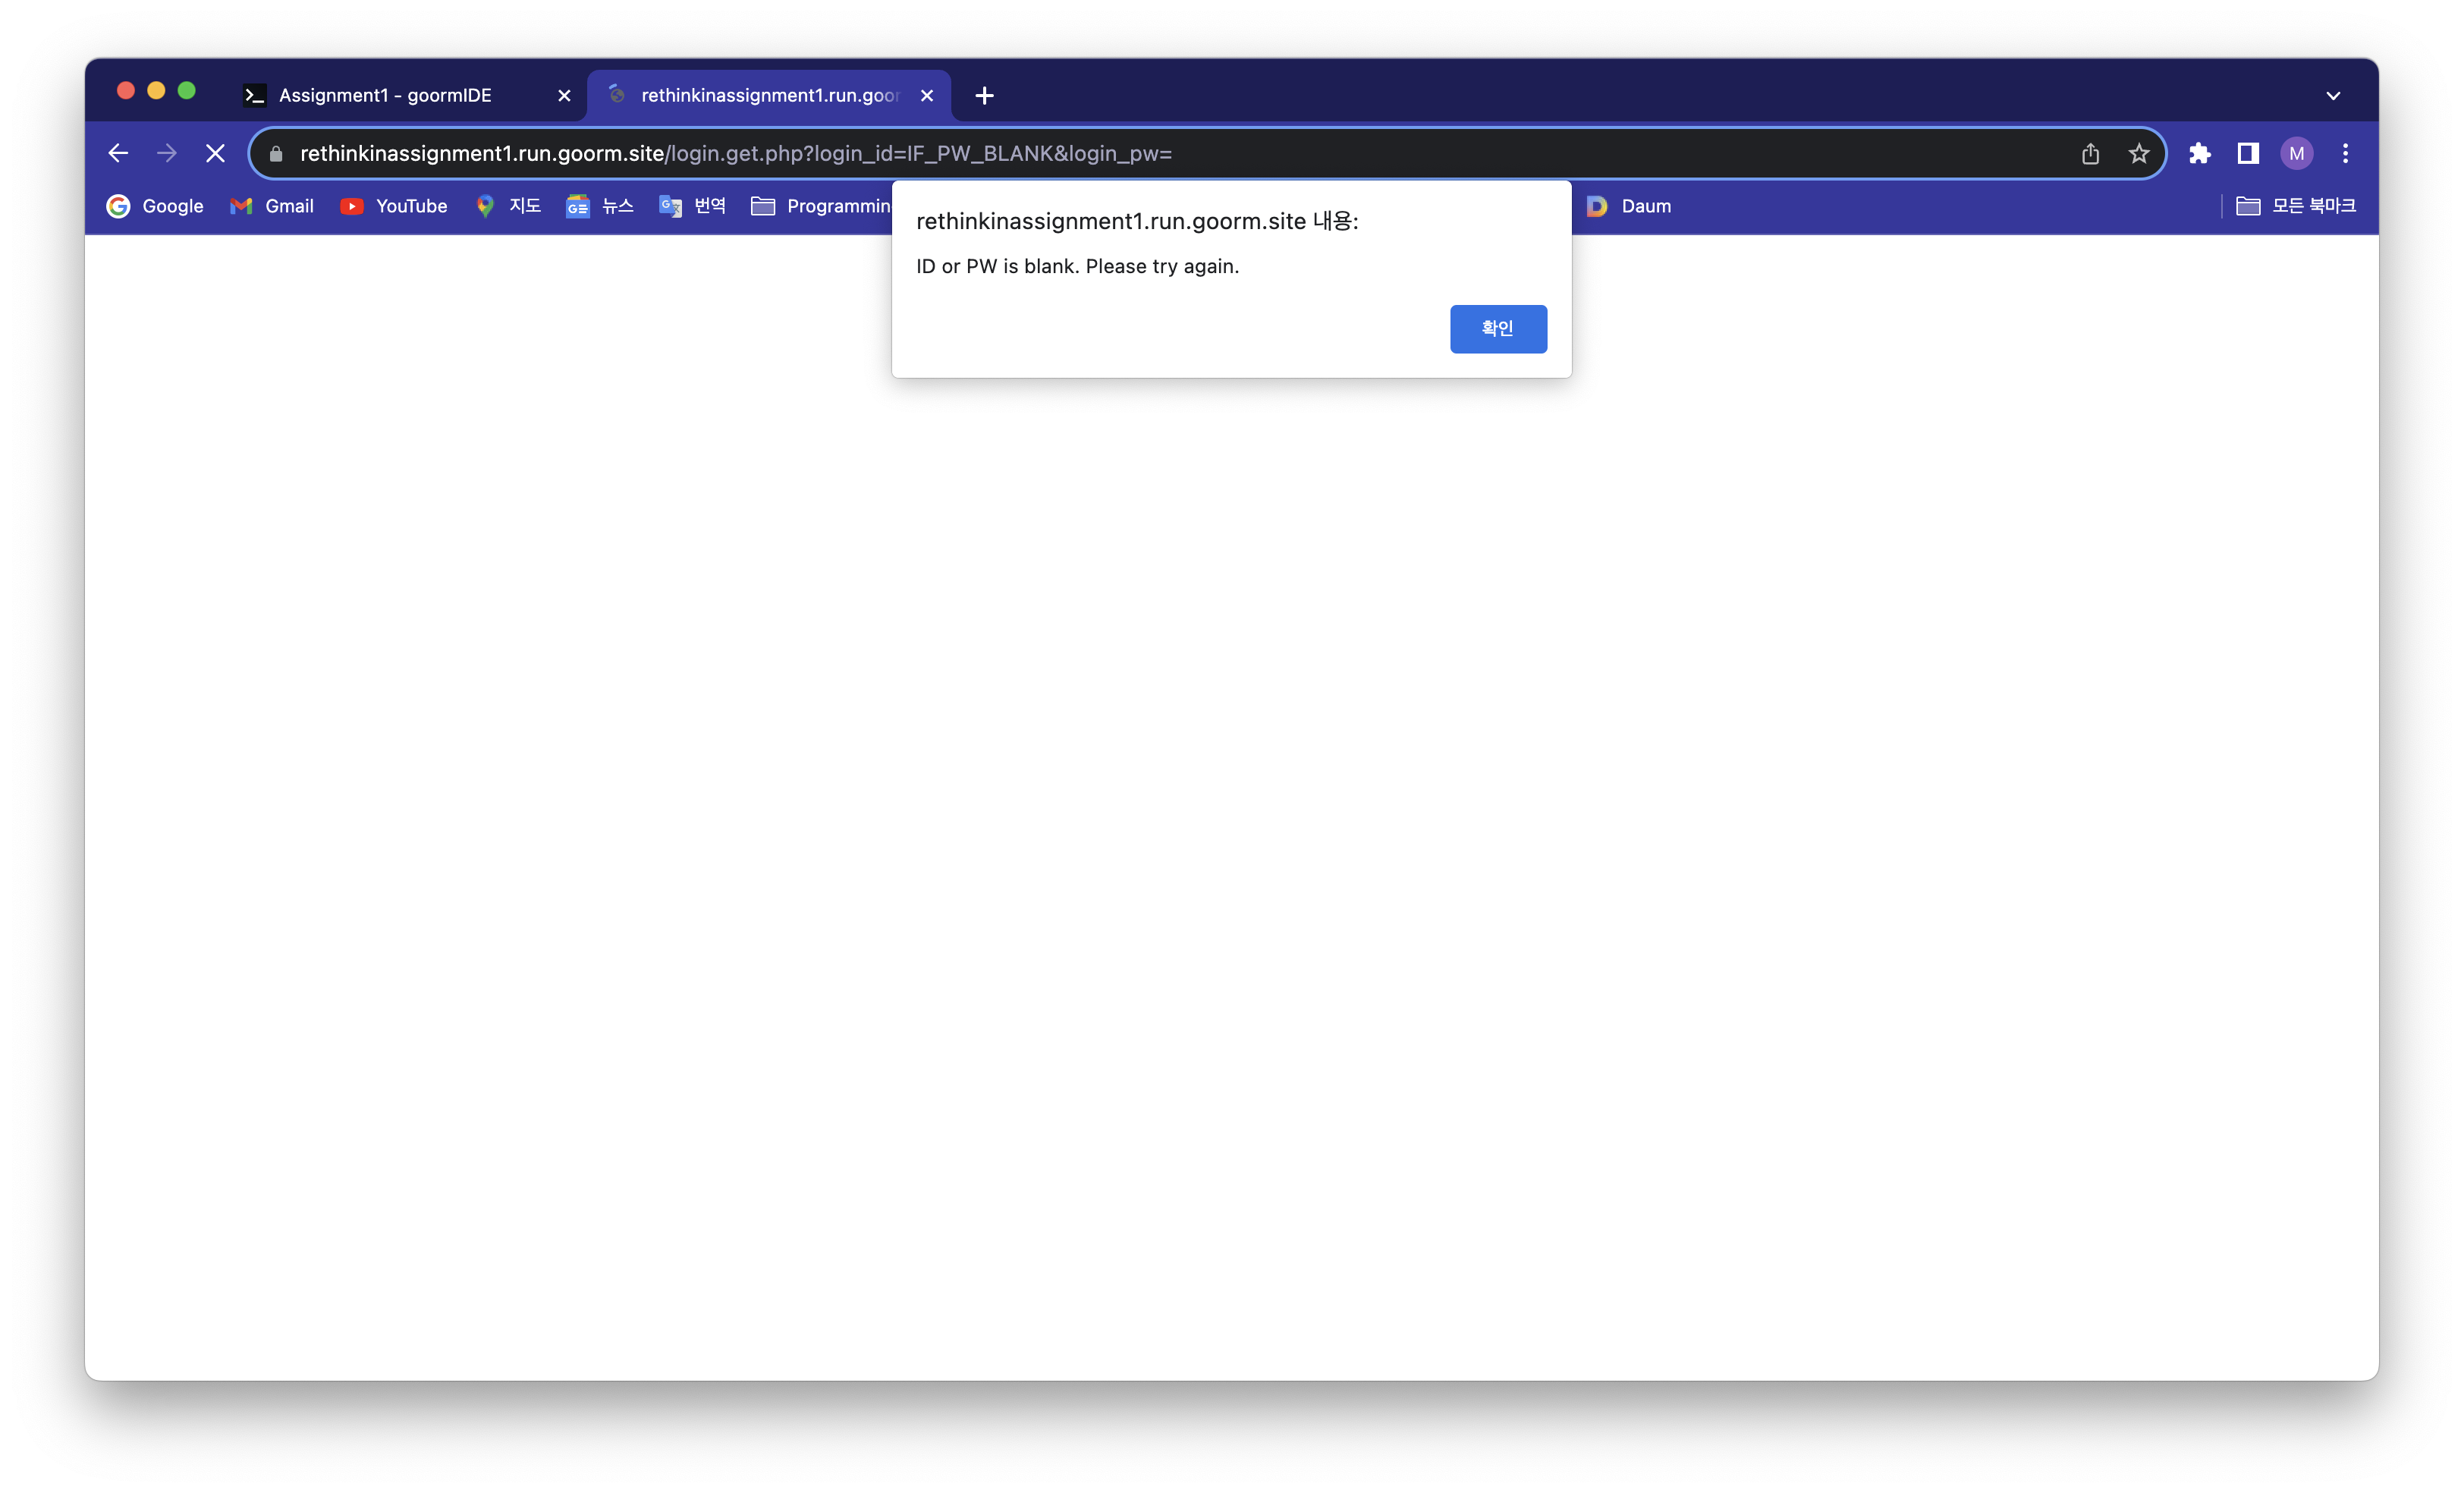 Assignment1 - goormIDE
rethinkinassignment1.run.goor
rethinkinassignment1.run.goorm.site/login.get.php?login_id=IF_PW_BLANK&login_pw=
M
Google Gmail YouTube 지도 뉴스 번역 Programmin Daum 모든 북마크
rethinkinassignment1.run.goorm.site 내용:
ID or PW is blank. Please try again.
확인